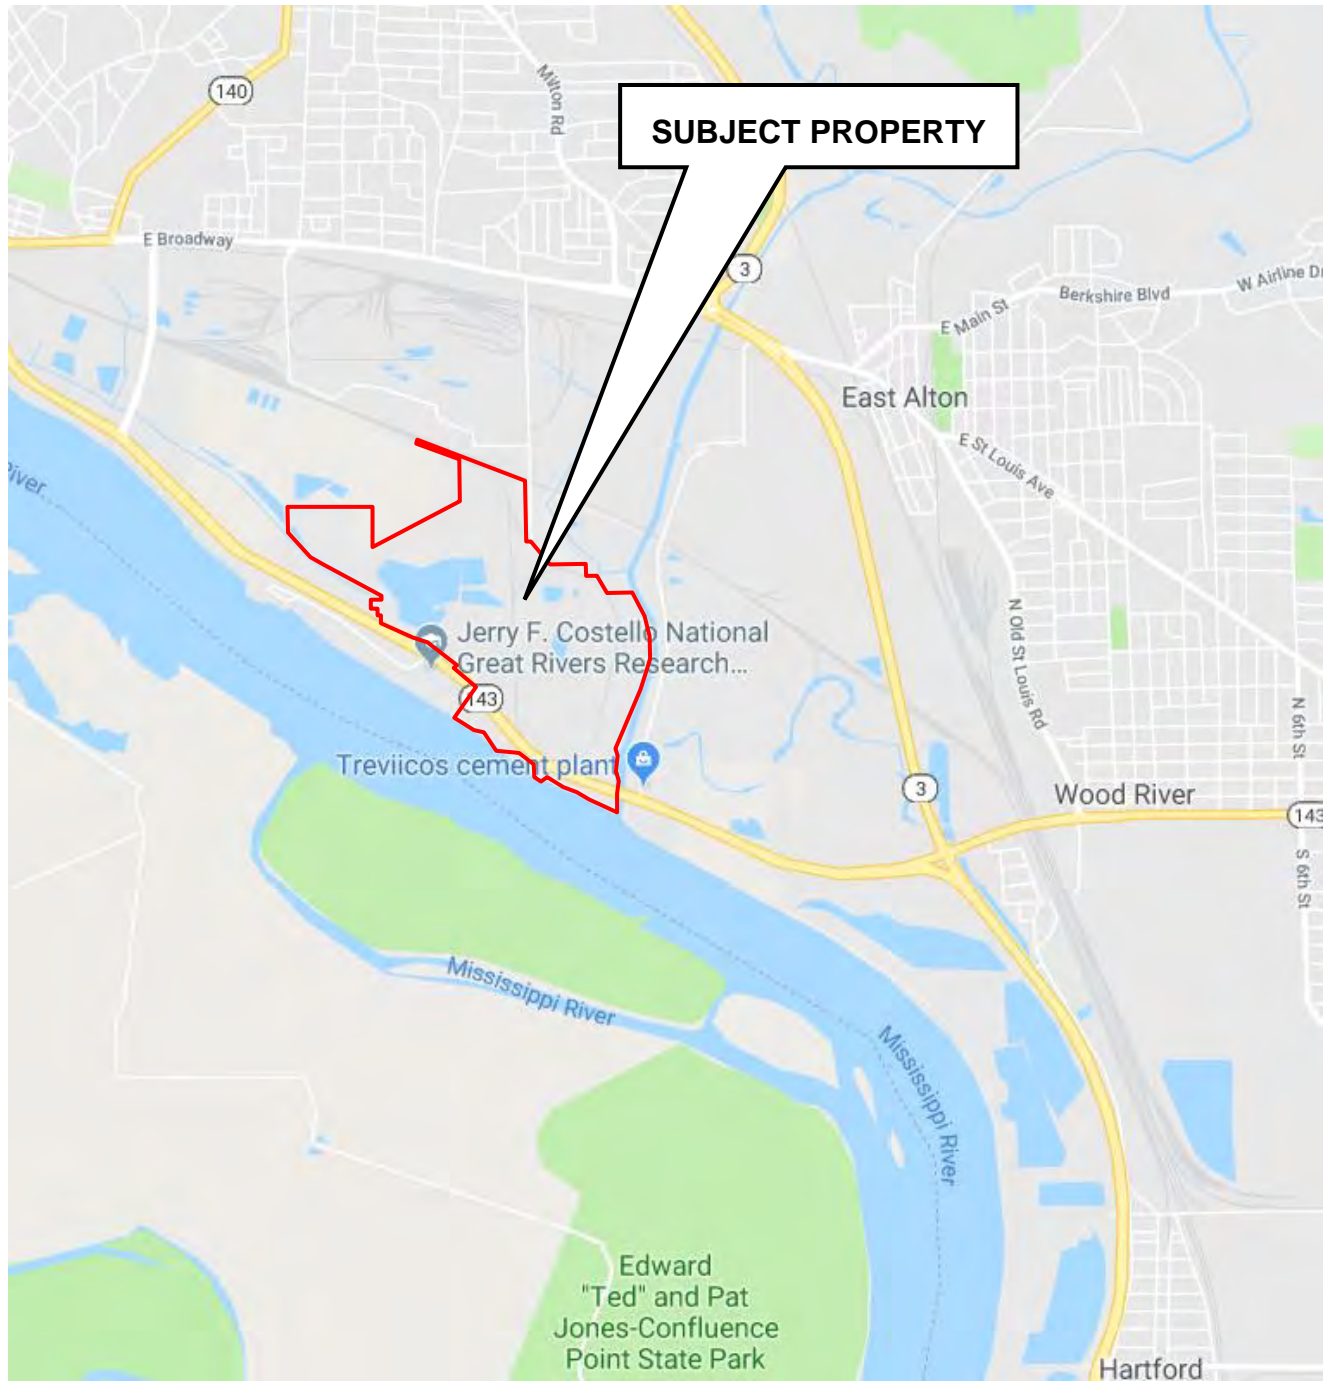 140
Milton Rd
SUBJECT PROPERTY
E Broadway
3
W Airline Dr
Berkshire Blvd
E Main St
East Alton
E St Louis Ave
River
Jerry F. Costello National
Great Rivers Research...
143
N Old St Louis Rd
N 6th St
Treviicos cement plant
3
Wood River
143
S 6th St
Mississippi River
Mississippi River
Edward
"Ted" and Pat
Jones-Confluence
Point State Park
Hartford